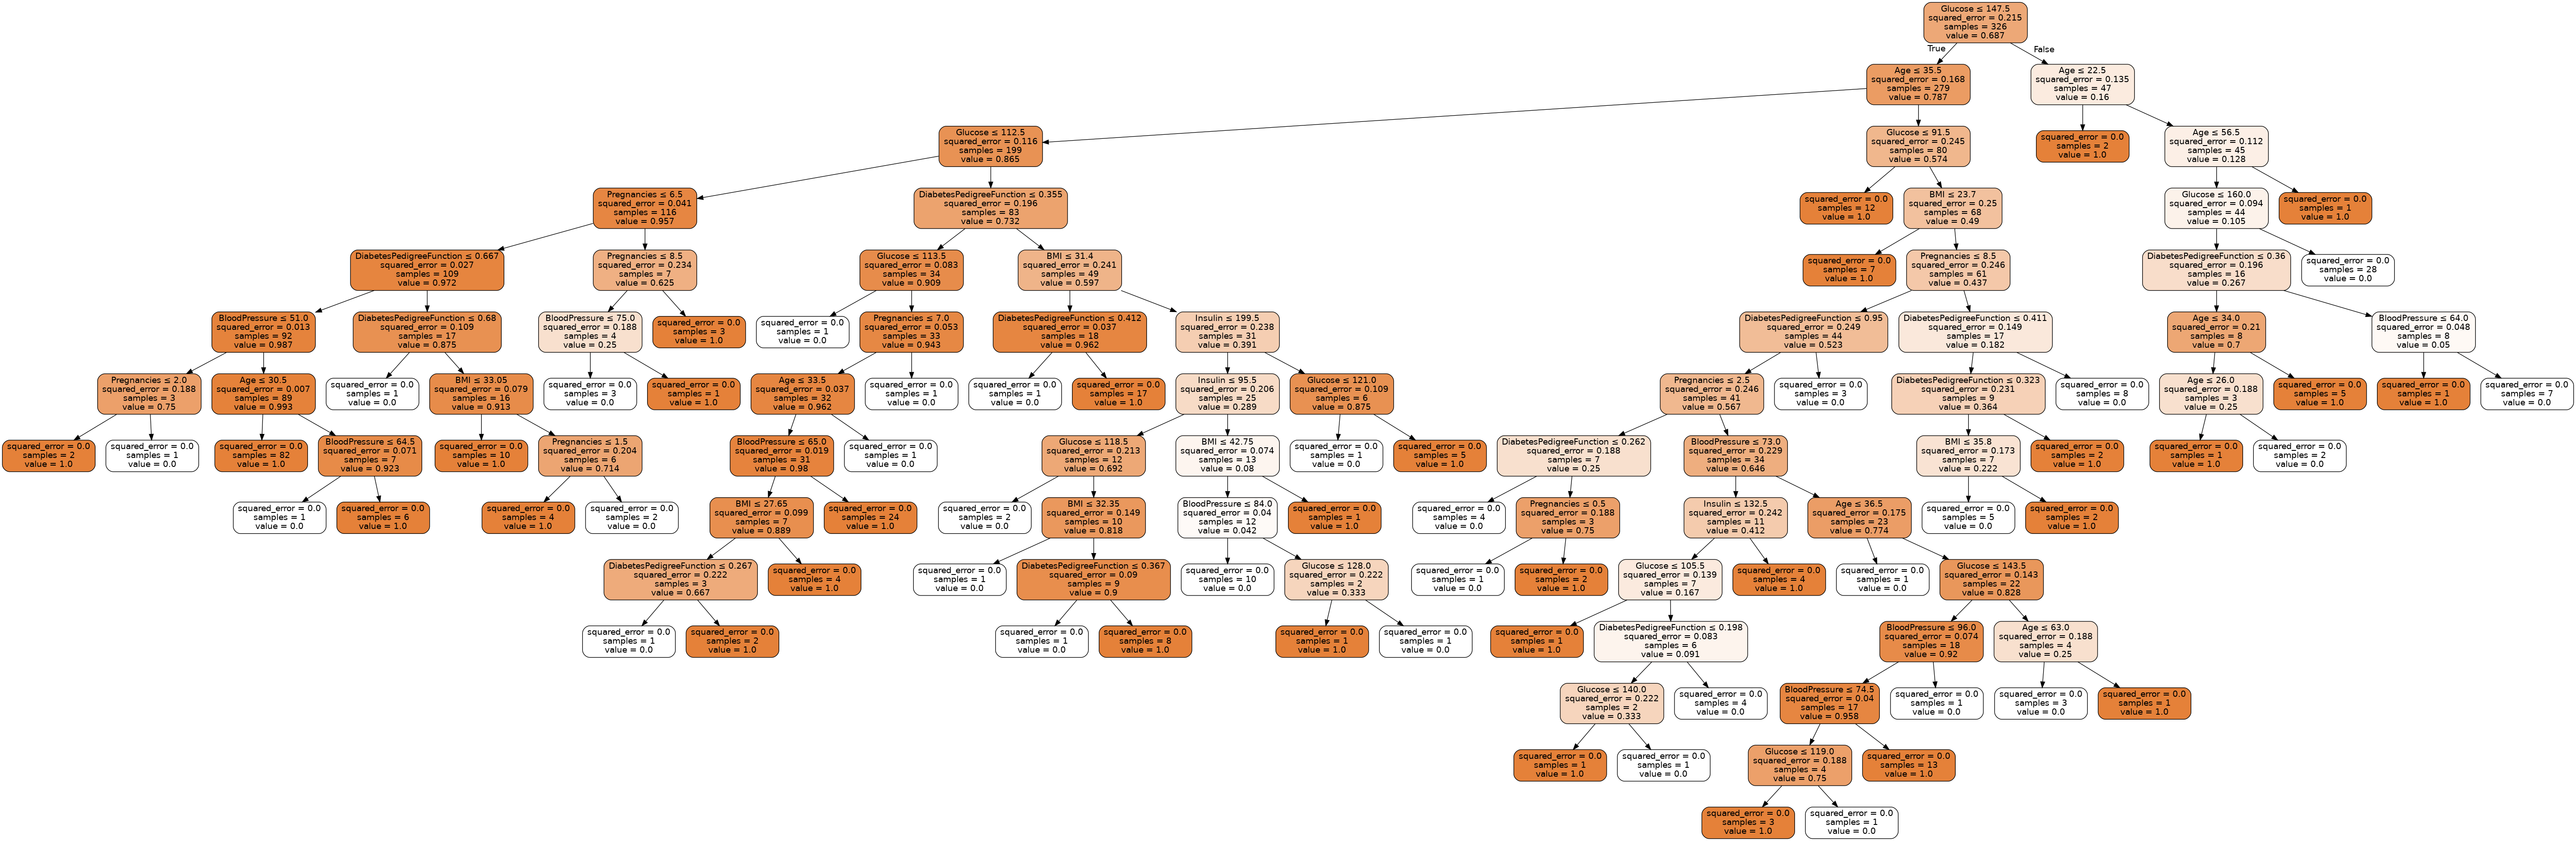 Glucose ≤ 147.5
squared_error = 0.215
samples = 326
value = 0.687
True
False
Age ≤ 35.5
squared_error = 0.168
samples = 279
value = 0.787
Age ≤ 22.5
squared_error = 0.135
samples = 47
value = 0.16
Glucose ≤ 112.5
squared_error = 0.116
samples = 199
value = 0.865
Glucose ≤ 91.5
squared_error = 0.245
samples = 80
value = 0.574
squared_error = 0.0
samples = 2
value = 1.0
Age ≤ 56.5
squared_error = 0.112
samples = 45
value = 0.128
Pregnancies ≤ 6.5
squared_error = 0.041
samples = 116
value = 0.957
DiabetesPedigreeFunction ≤ 0.355
squared_error = 0.196
samples = 83
value = 0.732
squared_error = 0.0
samples = 12
value = 1.0
BMI ≤ 23.7
squared_error = 0.25
samples = 68
value = 0.49
Glucose ≤ 160.0
squared_error = 0.094
samples = 44
value = 0.105
squared_error = 0.0
samples = 1
value = 1.0
DiabetesPedigreeFunction ≤ 0.667
squared_error = 0.027
samples = 109
value = 0.972
Pregnancies ≤ 8.5
squared_error = 0.234
samples = 7
value = 0.625
Glucose ≤ 113.5
squared_error = 0.083
samples = 34
value = 0.909
BMI ≤ 31.4
squared_error = 0.241
samples = 49
value = 0.597
squared_error = 0.0
samples = 7
value = 1.0
Pregnancies ≤ 8.5
squared_error = 0.246
samples = 61
value = 0.437
DiabetesPedigreeFunction ≤ 0.36
squared_error = 0.196
samples = 16
value = 0.267
squared_error = 0.0
samples = 28
value = 0.0
BloodPressure ≤ 51.0
squared_error = 0.013
samples = 92
value = 0.987
DiabetesPedigreeFunction ≤ 0.68
squared_error = 0.109
samples = 17
value = 0.875
BloodPressure ≤ 75.0
squared_error = 0.188
samples = 4
value = 0.25
squared_error = 0.0
samples = 3
value = 1.0
squared_error = 0.0
samples = 1
value = 0.0
Pregnancies ≤ 7.0
squared_error = 0.053
samples = 33
value = 0.943
DiabetesPedigreeFunction ≤ 0.412
squared_error = 0.037
samples = 18
value = 0.962
Insulin ≤ 199.5
squared_error = 0.238
samples = 31
value = 0.391
DiabetesPedigreeFunction ≤ 0.95
squared_error = 0.249
samples = 44
value = 0.523
DiabetesPedigreeFunction ≤ 0.411
squared_error = 0.149
samples = 17
value = 0.182
Age ≤ 34.0
squared_error = 0.21
samples = 8
value = 0.7
BloodPressure ≤ 64.0
squared_error = 0.048
samples = 8
value = 0.05
Pregnancies ≤ 2.0
squared_error = 0.188
samples = 3
value = 0.75
Age ≤ 30.5
squared_error = 0.007
samples = 89
value = 0.993
squared_error = 0.0
samples = 1
value = 0.0
BMI ≤ 33.05
squared_error = 0.079
samples = 16
value = 0.913
squared_error = 0.0
samples = 3
value = 0.0
squared_error = 0.0
samples = 1
value = 1.0
Age ≤ 33.5
squared_error = 0.037
samples = 32
value = 0.962
squared_error = 0.0
samples = 1
value = 0.0
squared_error = 0.0
samples = 1
value = 0.0
squared_error = 0.0
samples = 17
value = 1.0
Insulin ≤ 95.5
squared_error = 0.206
samples = 25
value = 0.289
Glucose ≤ 121.0
squared_error = 0.109
samples = 6
value = 0.875
Pregnancies ≤ 2.5
squared_error = 0.246
samples = 41
value = 0.567
squared_error = 0.0
samples = 3
value = 0.0
DiabetesPedigreeFunction ≤ 0.323
squared_error = 0.231
samples = 9
value = 0.364
squared_error = 0.0
samples = 8
value = 0.0
Age ≤ 26.0
squared_error = 0.188
samples = 3
value = 0.25
squared_error = 0.0
samples = 5
value = 1.0
squared_error = 0.0
samples = 1
value = 1.0
squared_error = 0.0
samples = 7
value = 0.0
squared_error = 0.0
samples = 2
value = 1.0
squared_error = 0.0
samples = 1
value = 0.0
squared_error = 0.0
samples = 82
value = 1.0
BloodPressure ≤ 64.5
squared_error = 0.071
samples = 7
value = 0.923
squared_error = 0.0
samples = 10
value = 1.0
Pregnancies ≤ 1.5
squared_error = 0.204
samples = 6
value = 0.714
BloodPressure ≤ 65.0
squared_error = 0.019
samples = 31
value = 0.98
squared_error = 0.0
samples = 1
value = 0.0
Glucose ≤ 118.5
squared_error = 0.213
samples = 12
value = 0.692
BMI ≤ 42.75
squared_error = 0.074
samples = 13
value = 0.08
squared_error = 0.0
samples = 1
value = 0.0
squared_error = 0.0
samples = 5
value = 1.0
DiabetesPedigreeFunction ≤ 0.262
squared_error = 0.188
samples = 7
value = 0.25
BloodPressure ≤ 73.0
squared_error = 0.229
samples = 34
value = 0.646
BMI ≤ 35.8
squared_error = 0.173
samples = 7
value = 0.222
squared_error = 0.0
samples = 2
value = 1.0
squared_error = 0.0
samples = 1
value = 1.0
squared_error = 0.0
samples = 2
value = 0.0
squared_error = 0.0
samples = 1
value = 0.0
squared_error = 0.0
samples = 6
value = 1.0
squared_error = 0.0
samples = 4
value = 1.0
squared_error = 0.0
samples = 2
value = 0.0
BMI ≤ 27.65
squared_error = 0.099
samples = 7
value = 0.889
squared_error = 0.0
samples = 24
value = 1.0
squared_error = 0.0
samples = 2
value = 0.0
BMI ≤ 32.35
squared_error = 0.149
samples = 10
value = 0.818
BloodPressure ≤ 84.0
squared_error = 0.04
samples = 12
value = 0.042
squared_error = 0.0
samples = 1
value = 1.0
squared_error = 0.0
samples = 4
value = 0.0
Pregnancies ≤ 0.5
squared_error = 0.188
samples = 3
value = 0.75
Insulin ≤ 132.5
squared_error = 0.242
samples = 11
value = 0.412
Age ≤ 36.5
squared_error = 0.175
samples = 23
value = 0.774
squared_error = 0.0
samples = 5
value = 0.0
squared_error = 0.0
samples = 2
value = 1.0
DiabetesPedigreeFunction ≤ 0.267
squared_error = 0.222
samples = 3
value = 0.667
squared_error = 0.0
samples = 4
value = 1.0
squared_error = 0.0
samples = 1
value = 0.0
DiabetesPedigreeFunction ≤ 0.367
squared_error = 0.09
samples = 9
value = 0.9
squared_error = 0.0
samples = 10
value = 0.0
Glucose ≤ 128.0
squared_error = 0.222
samples = 2
value = 0.333
squared_error = 0.0
samples = 1
value = 0.0
squared_error = 0.0
samples = 2
value = 1.0
Glucose ≤ 105.5
squared_error = 0.139
samples = 7
value = 0.167
squared_error = 0.0
samples = 4
value = 1.0
squared_error = 0.0
samples = 1
value = 0.0
Glucose ≤ 143.5
squared_error = 0.143
samples = 22
value = 0.828
squared_error = 0.0
samples = 1
value = 0.0
squared_error = 0.0
samples = 2
value = 1.0
squared_error = 0.0
samples = 1
value = 0.0
squared_error = 0.0
samples = 8
value = 1.0
squared_error = 0.0
samples = 1
value = 1.0
squared_error = 0.0
samples = 1
value = 0.0
squared_error = 0.0
samples = 1
value = 1.0
DiabetesPedigreeFunction ≤ 0.198
squared_error = 0.083
samples = 6
value = 0.091
BloodPressure ≤ 96.0
squared_error = 0.074
samples = 18
value = 0.92
Age ≤ 63.0
squared_error = 0.188
samples = 4
value = 0.25
Glucose ≤ 140.0
squared_error = 0.222
samples = 2
value = 0.333
squared_error = 0.0
samples = 4
value = 0.0
BloodPressure ≤ 74.5
squared_error = 0.04
samples = 17
value = 0.958
squared_error = 0.0
samples = 1
value = 0.0
squared_error = 0.0
samples = 3
value = 0.0
squared_error = 0.0
samples = 1
value = 1.0
squared_error = 0.0
samples = 1
value = 1.0
squared_error = 0.0
samples = 1
value = 0.0
Glucose ≤ 119.0
squared_error = 0.188
samples = 4
value = 0.75
squared_error = 0.0
samples = 13
value = 1.0
squared_error = 0.0
samples = 3
value = 1.0
squared_error = 0.0
samples = 1
value = 0.0